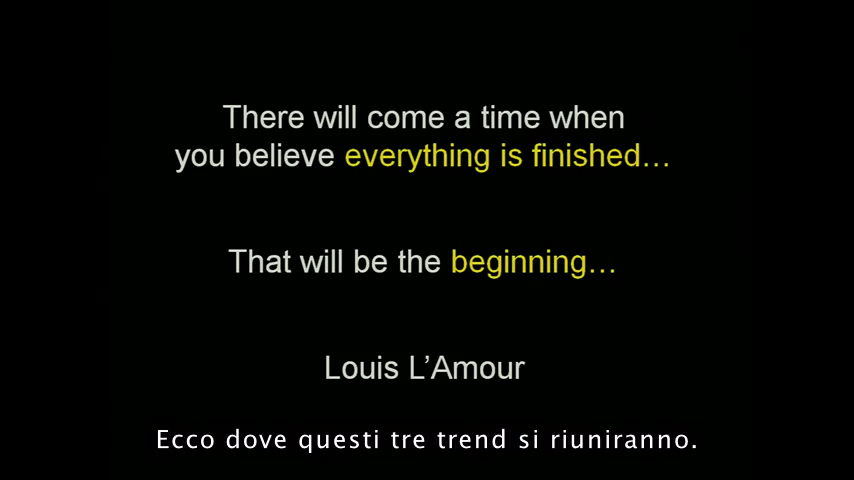 There will come a time when
you believe everything is finished…
That will be the beginning…
Louis L’Amour
Ecco dove questi tre trend si riuniranno.